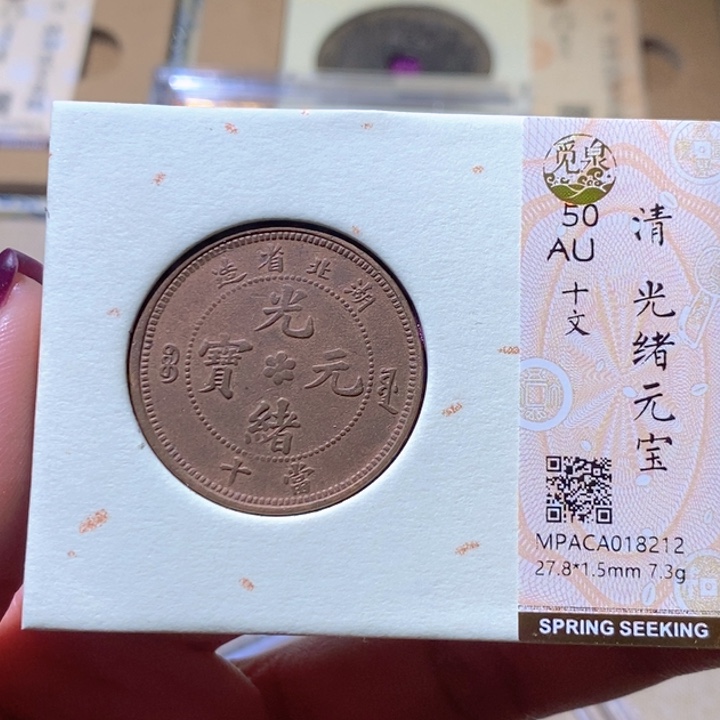 湖北省造
光緒元寶
當十
觅泉
50
AU
十文
清 光绪元宝
MPACA018212
27.8*1.5mm 7.3g
SPRING SEEKING